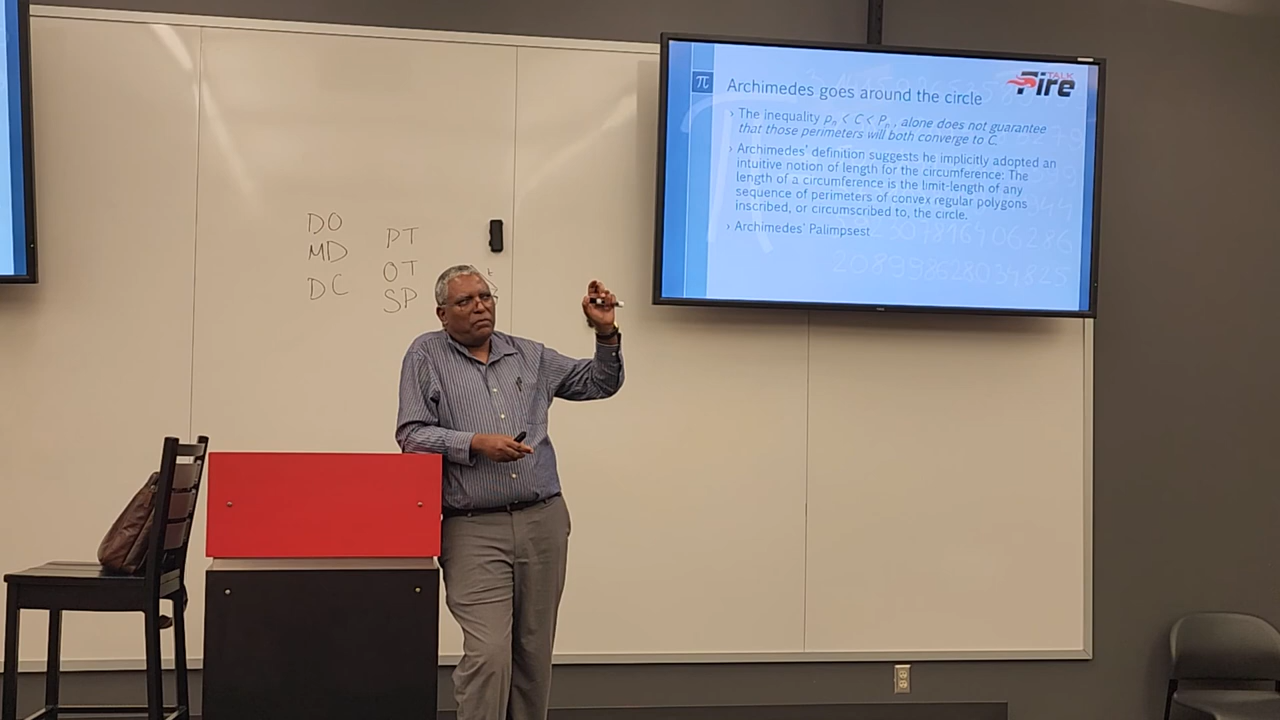 DO
MD
DC
PT
OT
SP
π
TALK
Fire
Archimedes goes around the circle
› The inequality pₙ < C < Pₙ, alone does not guarantee
that those perimeters will both converge to C.
› Archimedes’ definition suggests he implicitly adopted an
intuitive notion of length for the circumference: The
length of a circumference is the limit-length of any
sequence of perimeters of convex regular polygons
inscribed, or circumscribed to, the circle.
› Archimedes’ Palimpsest